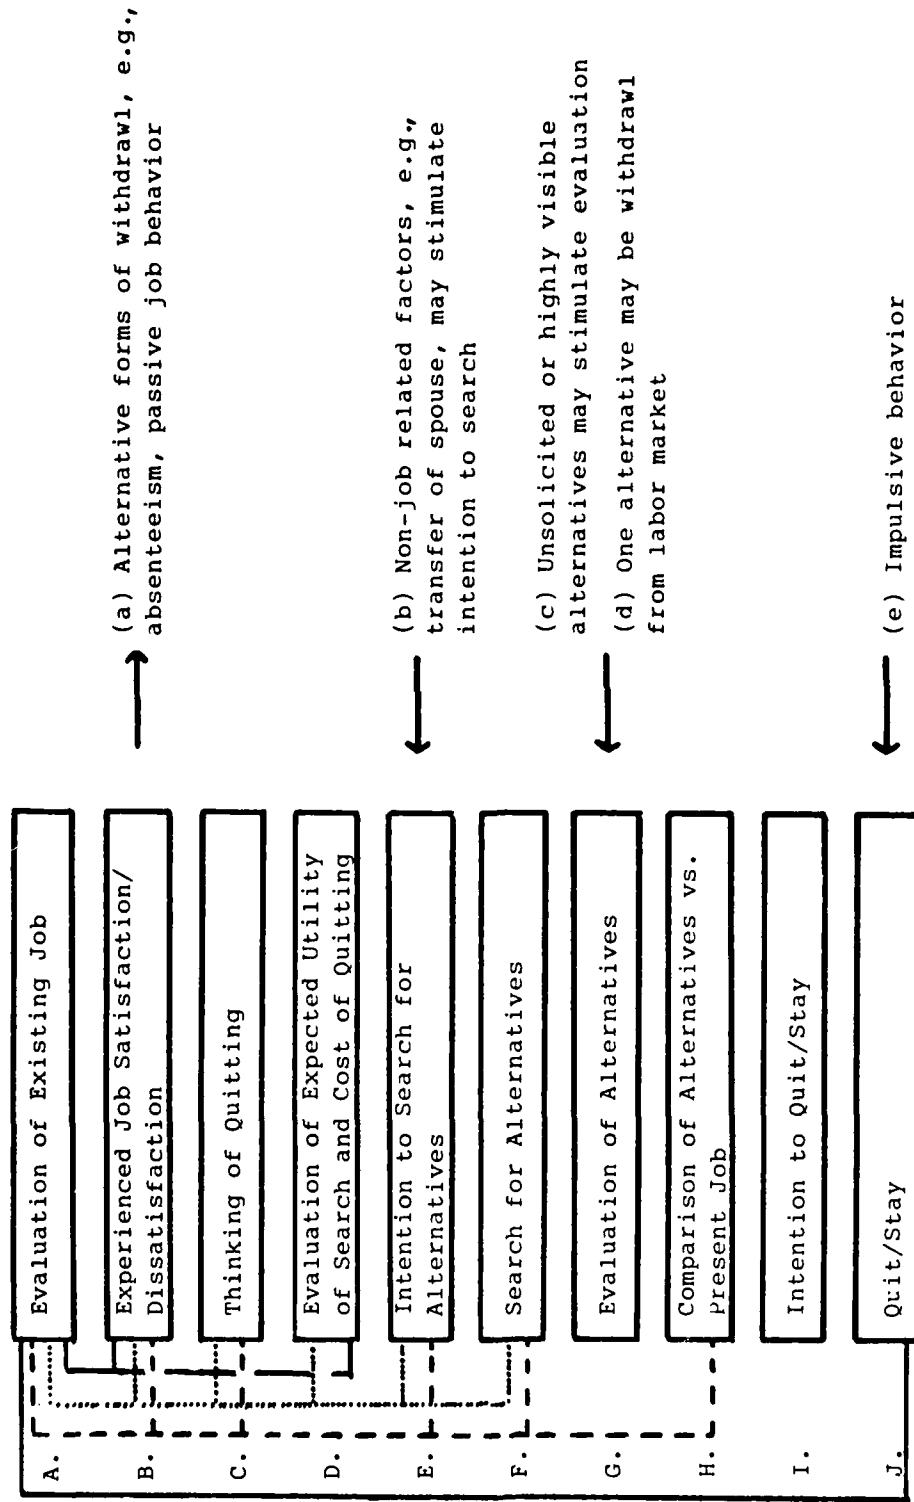 A.
Evaluation of Existing Job
B.
Experienced Job Satisfaction/
Dissatisfaction
(a) Alternative forms of withdrawl, e.g.,
absenteeism, passive job behavior
C.
Thinking of Quitting
D.
Evaluation of Expected Utility
of Search and Cost of Quitting
E.
Intention to Search for
Alternatives
(b) Non-job related factors, e.g.,
transfer of spouse, may stimulate
intention to search
F.
Search for Alternatives
G.
Evaluation of Alternatives
(c) Unsolicited or highly visible
alternatives may stimulate evaluation
(d) One alternative may be withdrawl
from labor market
H.
Comparison of Alternatives vs.
Present Job
I.
Intention to Quit/Stay
J.
Quit/Stay
(e) Impulsive behavior